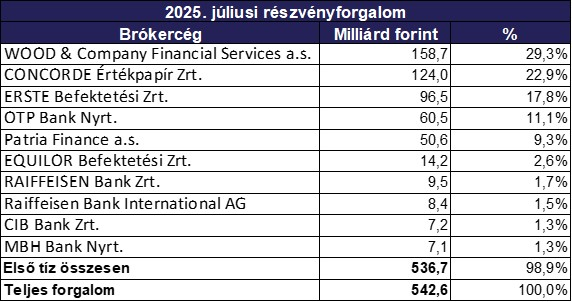 2025. júliusi részvényforgalom
Brókercég Milliárd forint %
WOOD & Company Financial Services a.s. 158,7 29,3%
CONCORDE Értékpapír Zrt. 124,0 22,9%
ERSTE Befektetési Zrt. 96,5 17,8%
OTP Bank Nyrt. 60,5 11,1%
Patria Finance a.s. 50,6 9,3%
EQUILOR Befektetési Zrt. 14,2 2,6%
RAIFFEISEN Bank Zrt. 9,5 1,7%
Raiffeisen Bank International AG 8,4 1,5%
CIB Bank Zrt. 7,2 1,3%
MBH Bank Nyrt. 7,1 1,3%
Első tíz összesen 536,7 98,9%
Teljes forgalom 542,6 100,0%